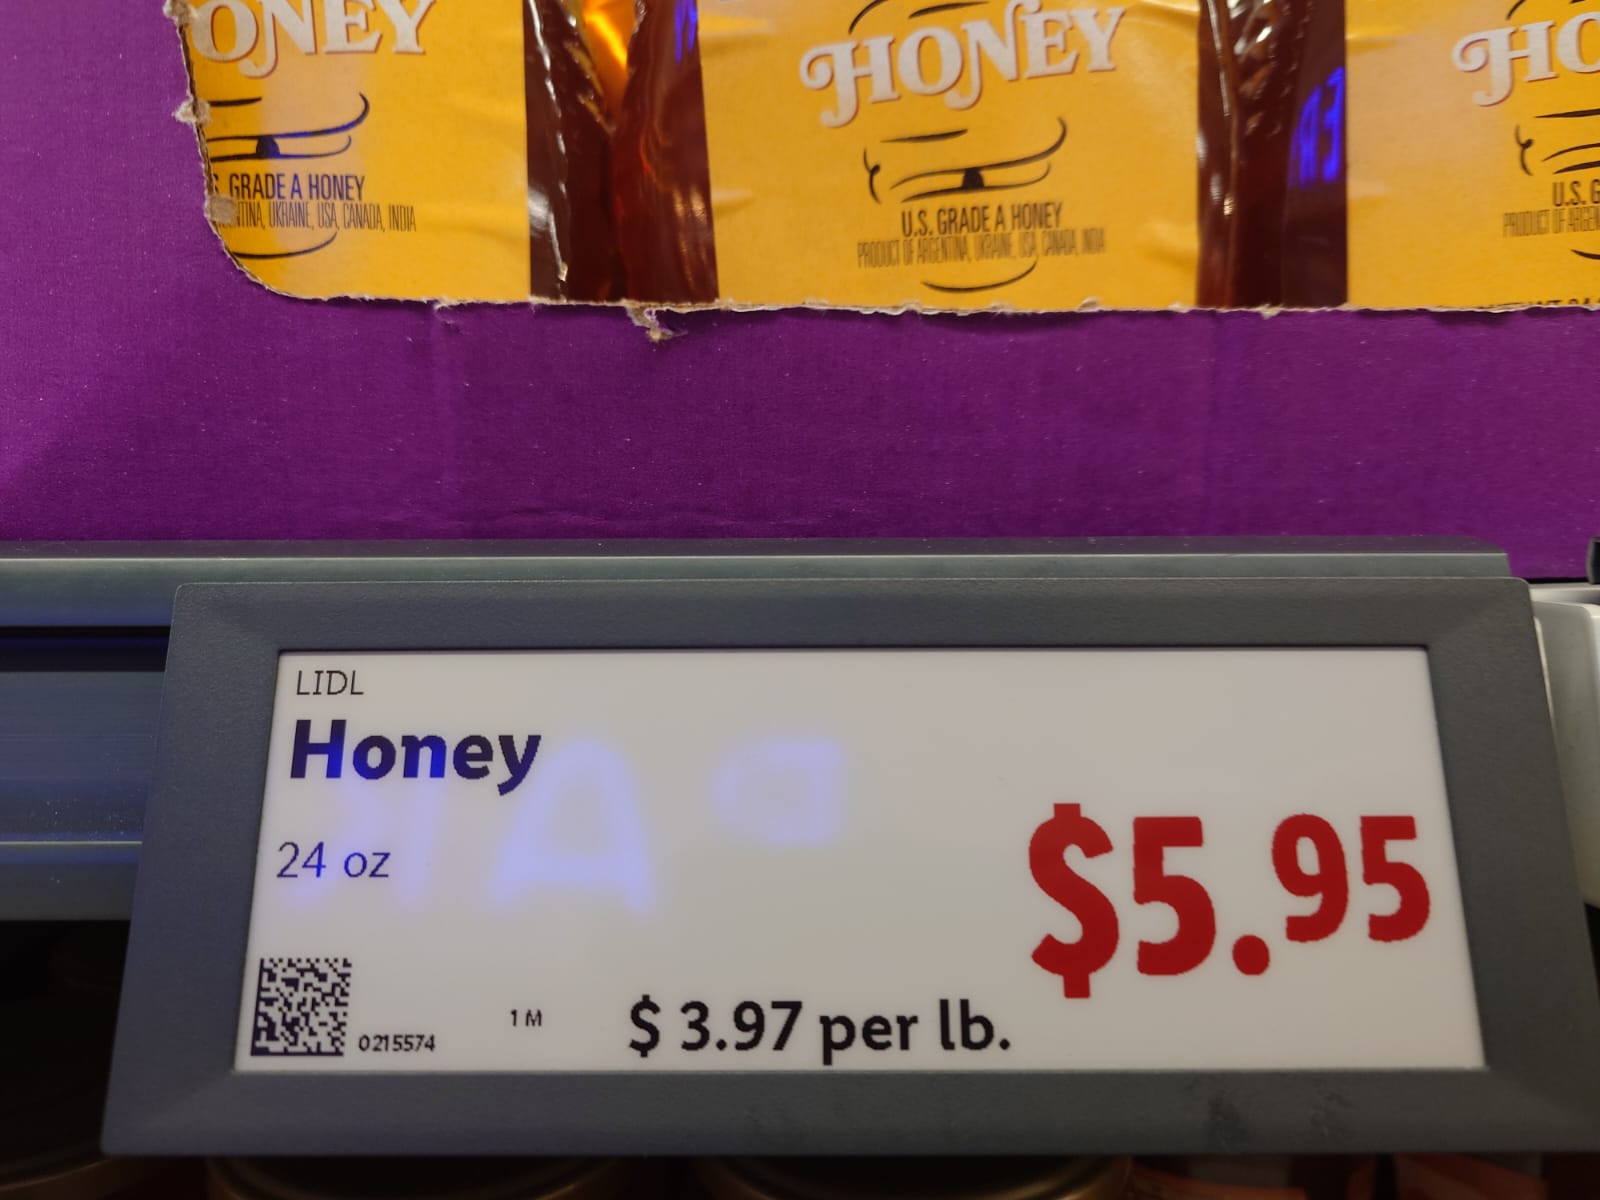 ONEY
GRADE A HONEY
UKRAINE, USA, CANADA, INDIA
HONEY
U.S. GRADE A HONEY
PRODUCT OF ARGENTINA, UKRAINE, USA, CANADA, INDIA
HO
U.S. G
PRODUCT OF ARGEN
LIDL
Honey
24 oz
$5.95
0215574
1 M
$ 3.97 per lb.